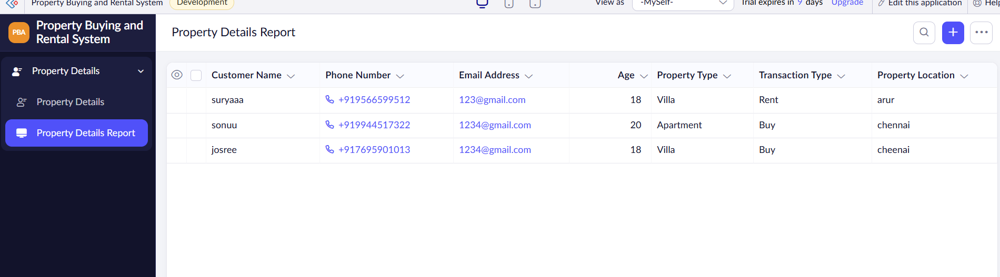 Property Buying and Rental System Development View as -MySelf- Trial expires in 9 days Upgrade Edit this application Help
PBA Property Buying and
Rental System
Property Details Report
Property Details
Property Details
Property Details Report
Customer Name Phone Number Email Address Age Property Type Transaction Type Property Location
suryaaa +919566599512 123@gmail.com 18 Villa Rent arur
sonuu +919944517322 1234@gmail.com 20 Apartment Buy chennai
josree +917695901013 1234@gmail.com 18 Villa Buy cheenai